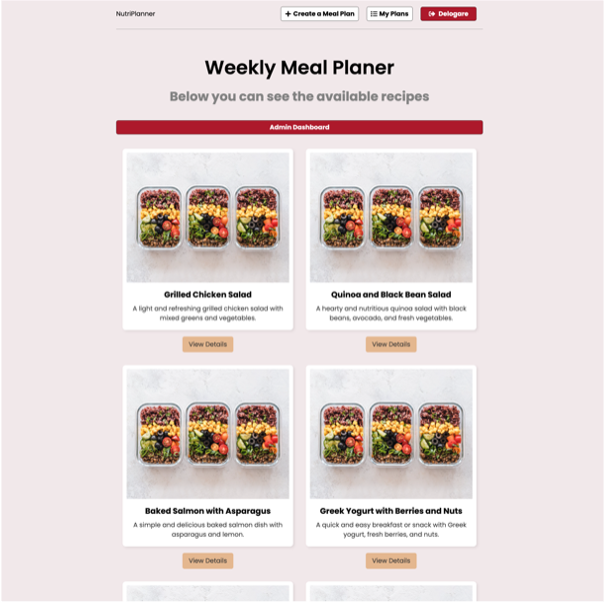 NutriPlanner
Create a Meal Plan
My Plans
Delogare
Weekly Meal Planer
Below you can see the available recipes
Admin Dashboard
Grilled Chicken Salad
A light and refreshing grilled chicken salad with
mixed greens and vegetables.
View Details
Quinoa and Black Bean Salad
A hearty and nutritious quinoa salad with black
beans, avocado, and fresh vegetables.
View Details
Baked Salmon with Asparagus
A simple and delicious baked salmon dish with
asparagus and lemon.
View Details
Greek Yogurt with Berries and Nuts
A quick and easy breakfast or snack with Greek
yogurt, fresh berries, and nuts.
View Details